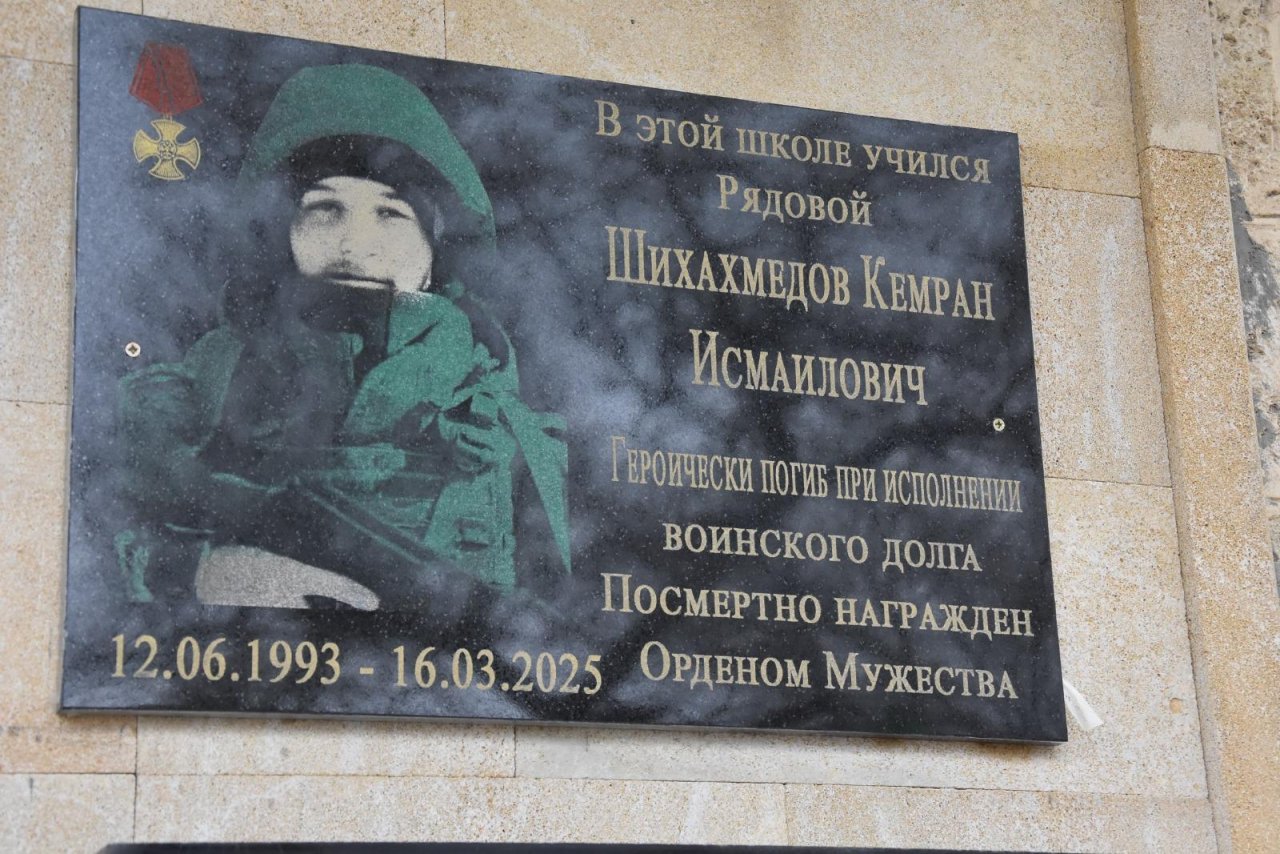 В этой школе учился
Рядовой
Шихахмедов Кемран
Исмаилович
Героически погиб при исполнении
воинского долга
Посмертно награжден
Орденом Мужества
12.06.1993 - 16.03.2025